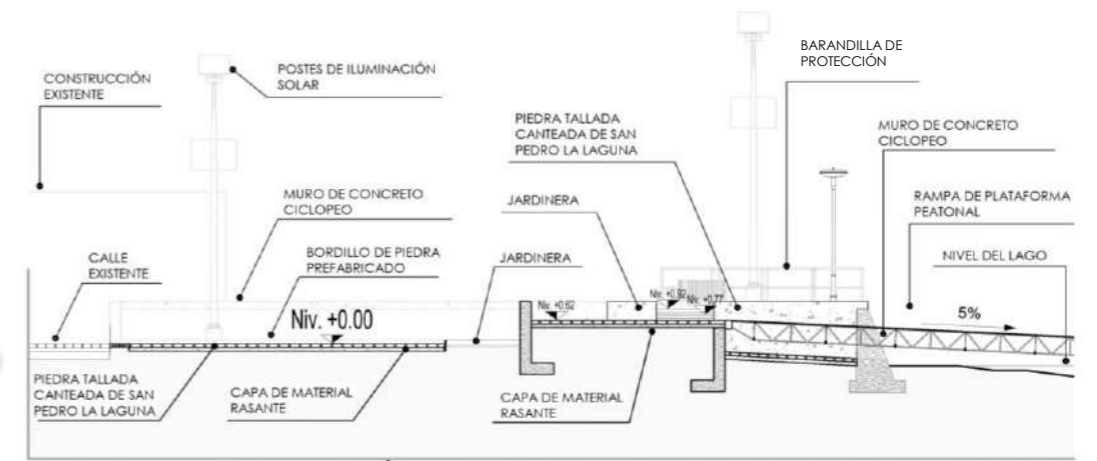 CONSTRUCCIÓN
EXISTENTE
POSTES DE ILUMINACIÓN
SOLAR
BARANDILLA DE
PROTECCIÓN
PIEDRA TALLADA
CANTEADA DE SAN
PEDRO LA LAGUNA
MURO DE CONCRETO
CICLOPEO
MURO DE CONCRETO
CICLOPEO
JARDINERA
RAMPA DE PLATAFORMA
PEATONAL
CALLE
EXISTENTE
BORDILLO DE PIEDRA
PREFABRICADO
JARDINERA
NIVEL DEL LAGO
Niv. +0.62
Niv. +0.92
Niv. +0.77
Niv. +0.00
5%
PIEDRA TALLADA
CANTEADA DE SAN
PEDRO LA LAGUNA
CAPA DE MATERIAL
RASANTE
CAPA DE MATERIAL
RASANTE